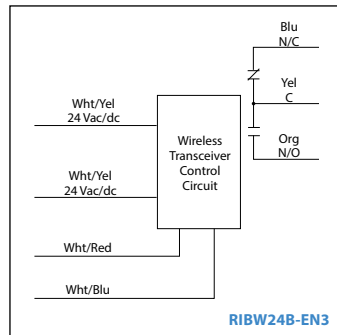 Blu
N/C
Yel
C
Org
N/O
Wht/Yel
24 Vac/dc
Wireless
Transceiver
Control
Circuit
Wht/Yel
24 Vac/dc
Wht/Red
Wht/Blu
RIBW24B-EN3